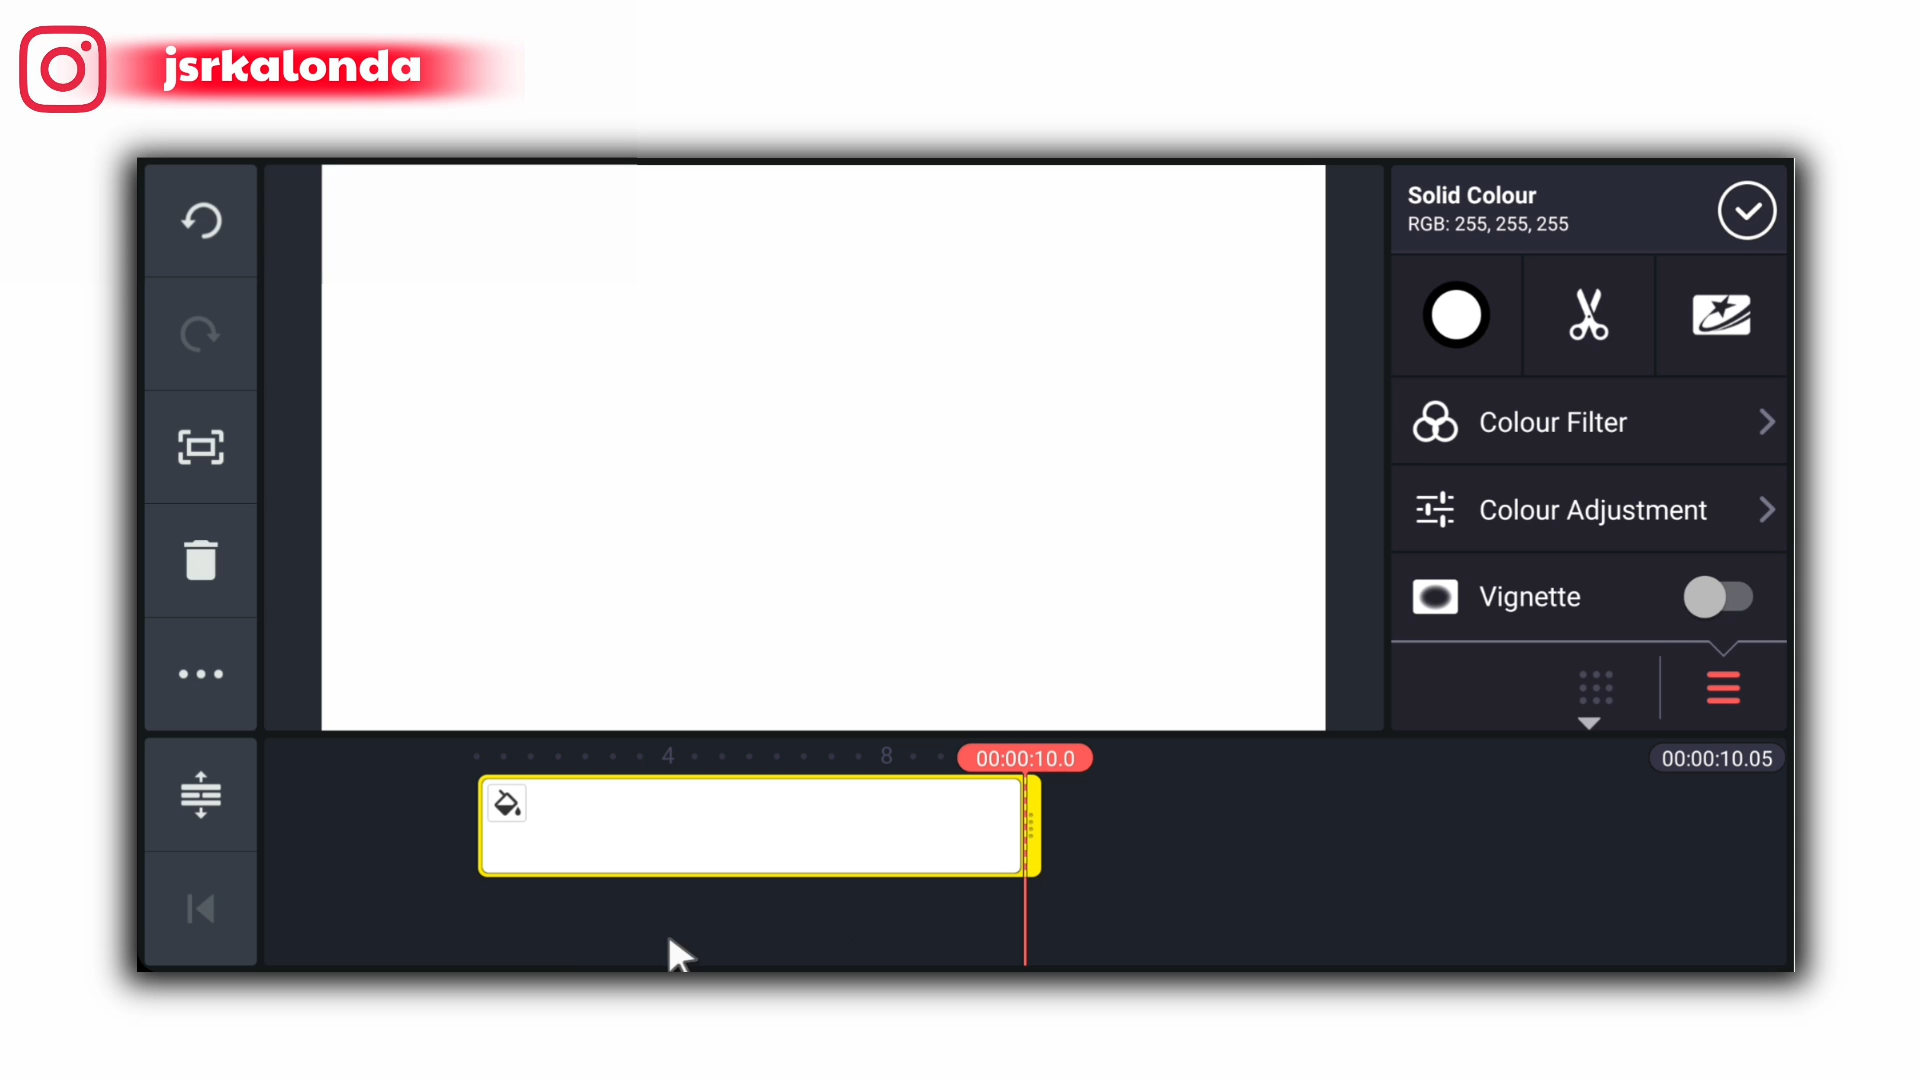 jsrkalonda
Solid Colour
RGB: 255, 255, 255
Colour Filter
Colour Adjustment
Vignette
4
8
00:00:10.0
00:00:10.05